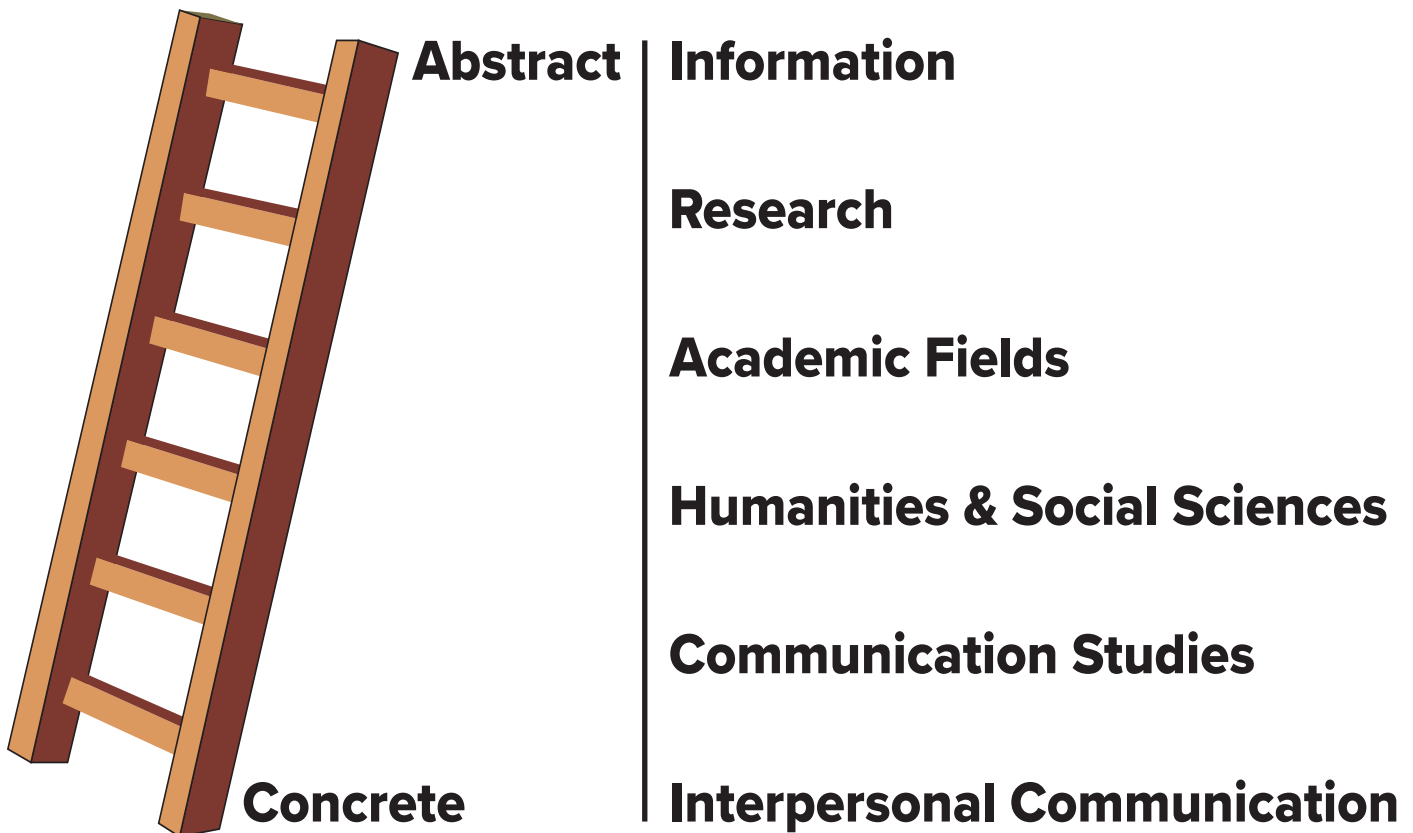 Abstract Information
Research
Academic Fields
Humanities & Social Sciences
Communication Studies
Concrete Interpersonal Communication